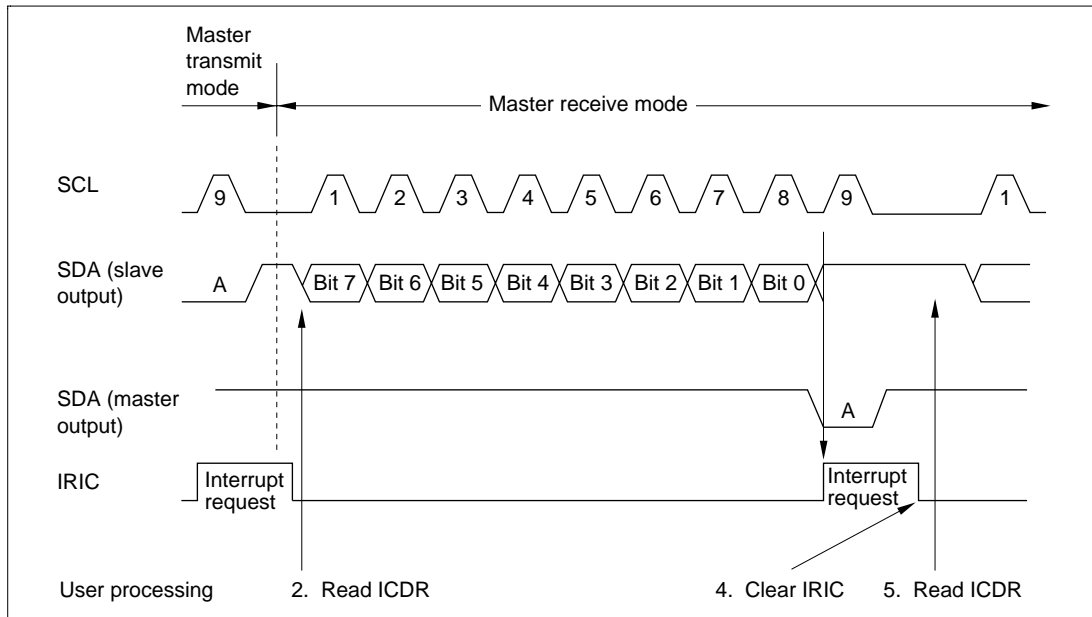 Master
transmit
mode
Master receive mode
SCL
9 1 2 3 4 5 6 7 8 9 1
SDA (slave
output)
A Bit 7 Bit 6 Bit 5 Bit 4 Bit 3 Bit 2 Bit 1 Bit 0
SDA (master
output)
A
IRIC
Interrupt
request
Interrupt
request
User processing
2. Read ICDR
4. Clear IRIC
5. Read ICDR